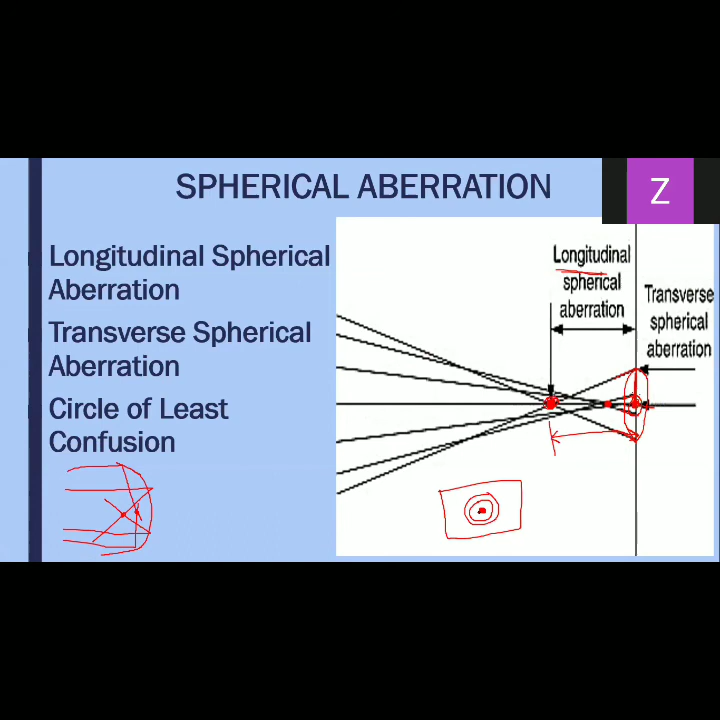 SPHERICAL ABERRATION
Z
Longitudinal Spherical
Aberration
Transverse Spherical
Aberration
Circle of Least
Confusion
Longitudinal
spherical
aberration
Transverse
spherical
aberration